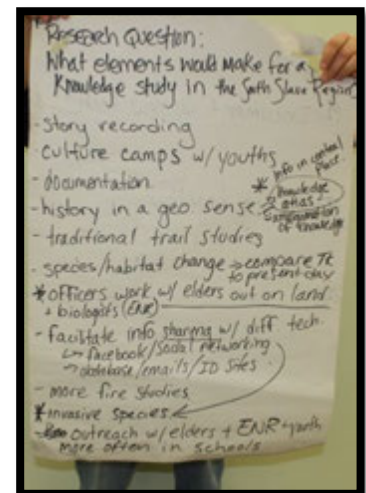 Research Question:
What elements would make for a
Knowledge study in the South Slave Region
- Story recording
- culture camps w/ youths
- documentation
* info in central place.
- history in a geo sense → knowledge atlas -
of knowledge
- traditional trail studies
- species/habitat change → compare TK
to present day
* officers work w/ elders out on land.
+ biologists (ENR)
- facilitate info sharing w/ diff tech.
↳ facebook/social networking
↳ database/emails/ID sites.
- more fire studies
* invasive species
- outreach w/ elders + ENR + youth
more often in schools